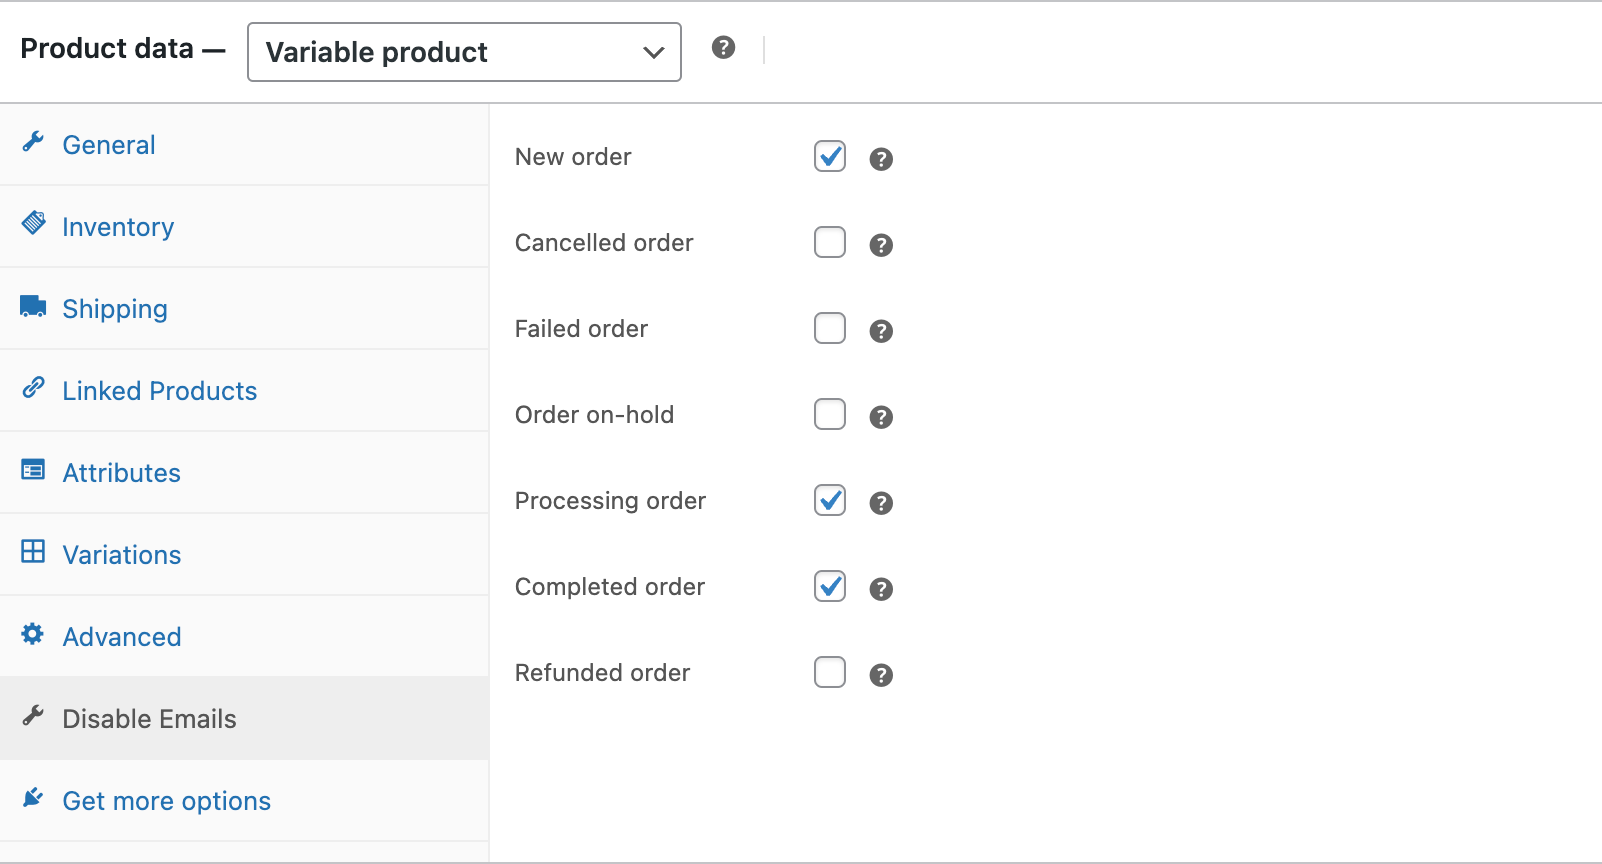 Product data — Variable product
General
Inventory
Shipping
Linked Products
Attributes
Variations
Advanced
Disable Emails
Get more options
New order
Cancelled order
Failed order
Order on-hold
Processing order
Completed order
Refunded order